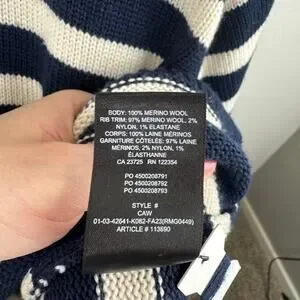 BODY: 100% MERINO WOOL
RIB TRIM: 97% MERINO WOOL, 2%
NYLON, 1% ELASTANE
CORPS: 100% LAINE MÉRINOS
GARNITURE CÔTELÉE: 97% LAINE
MÉRINOS, 2% NYLON, 1%
ÉLASTHANNE
CA 23725 RN 122354
PO 4500208791
PO 4500208792
PO 4500208793
STYLE #
CAW
01-03-42641-K062-FA23(RMG0449)
ARTICLE # 113690